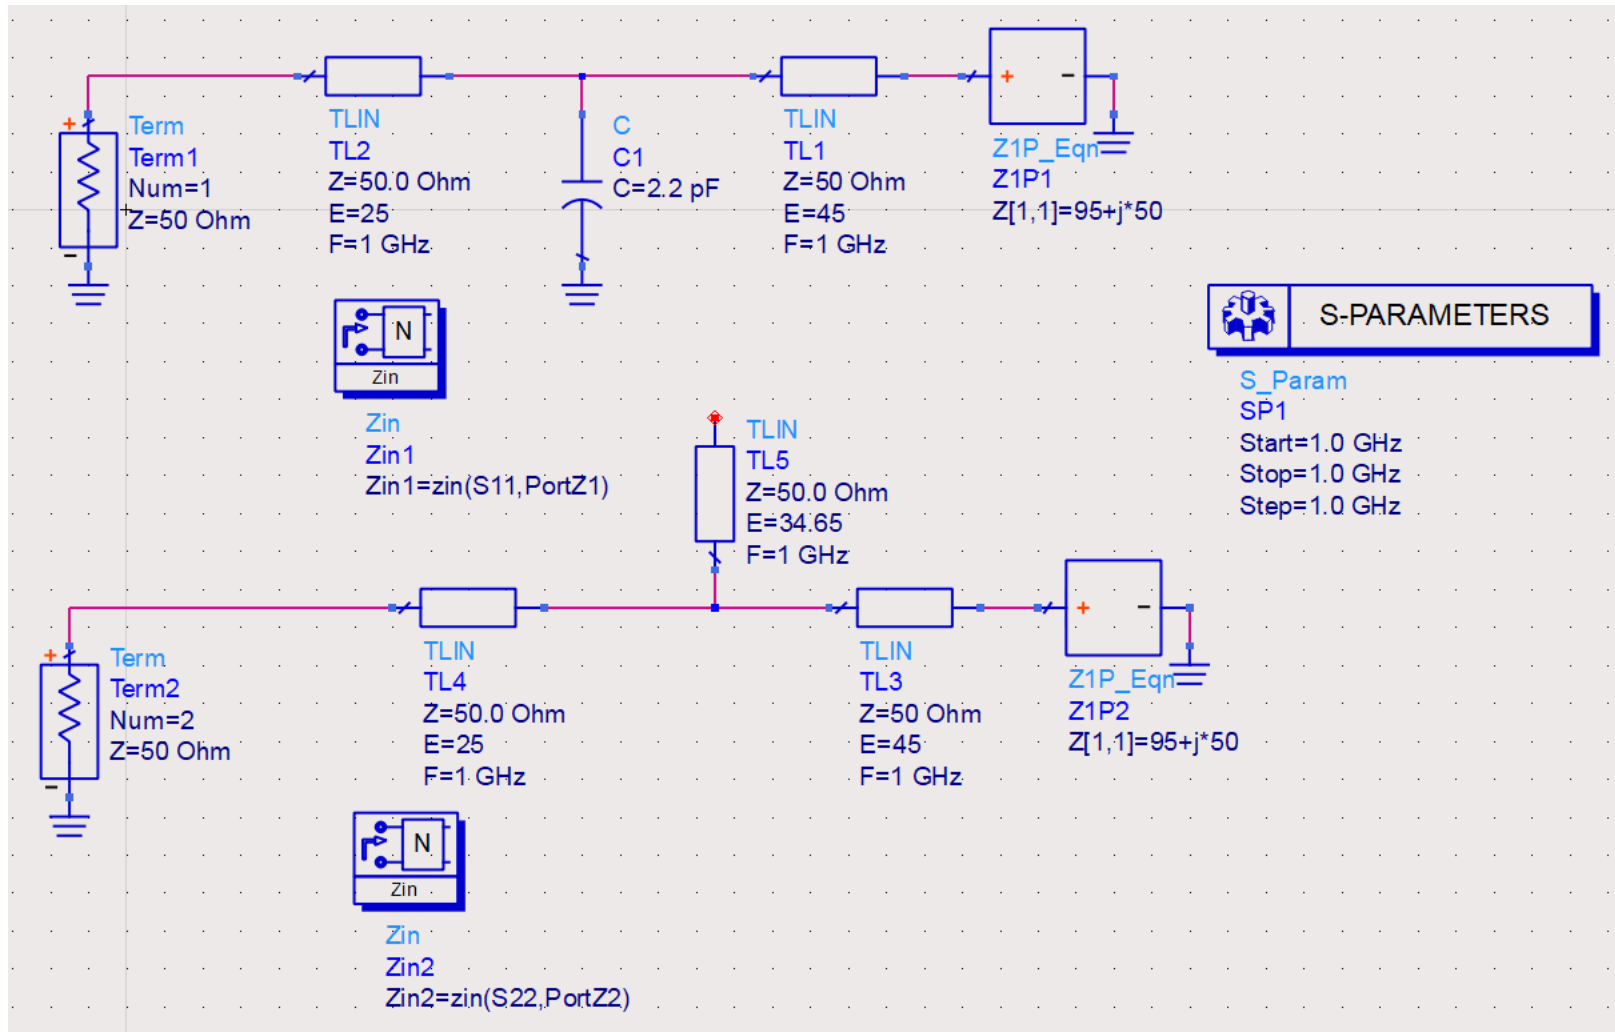 Term
Term1
Num=1
Z=50 Ohm
TLIN
TL2
Z=50.0 Ohm
E=25
F=1 GHz
C
C1
C=2.2 pF
TLIN
TL1
Z=50 Ohm
E=45
F=1 GHz
+ −
Z1P_Eqn
Z1P1
Z[1,1]=95+j*50
N
Zin
Zin
Zin1
Zin1=zin(S11,PortZ1)
S-PARAMETERS
S_Param
SP1
Start=1.0 GHz
Stop=1.0 GHz
Step=1.0 GHz
TLIN
TL5
Z=50.0 Ohm
E=34.65
F=1 GHz
Term
Term2
Num=2
Z=50 Ohm
TLIN
TL4
Z=50.0 Ohm
E=25
F=1 GHz
TLIN
TL3
Z=50 Ohm
E=45
F=1 GHz
+ −
Z1P_Eqn
Z1P2
Z[1,1]=95+j*50
N
Zin
Zin
Zin2
Zin2=zin(S22,PortZ2)